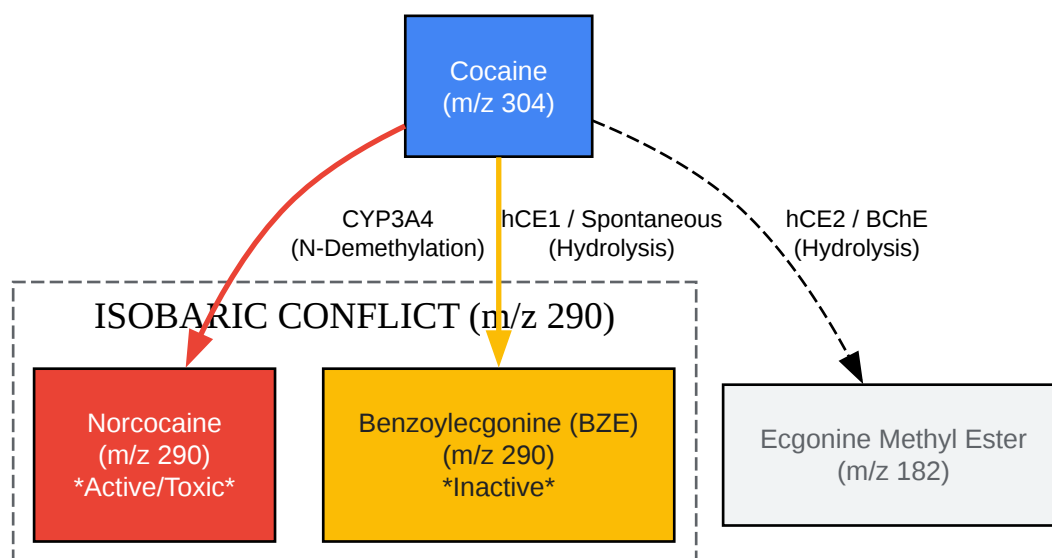 Cocaine
(m/z 304)
CYP3A4
(N-Demethylation)
hCE1 / Spontaneous
(Hydrolysis)
hCE2 / BChE
(Hydrolysis)
ISOBARIC CONFLICT (m/z 290)
Norcocaine
(m/z 290)
*Active/Toxic*
Benzoylecgonine (BZE)
(m/z 290)
*Inactive*
Ecgonine Methyl Ester
(m/z 182)